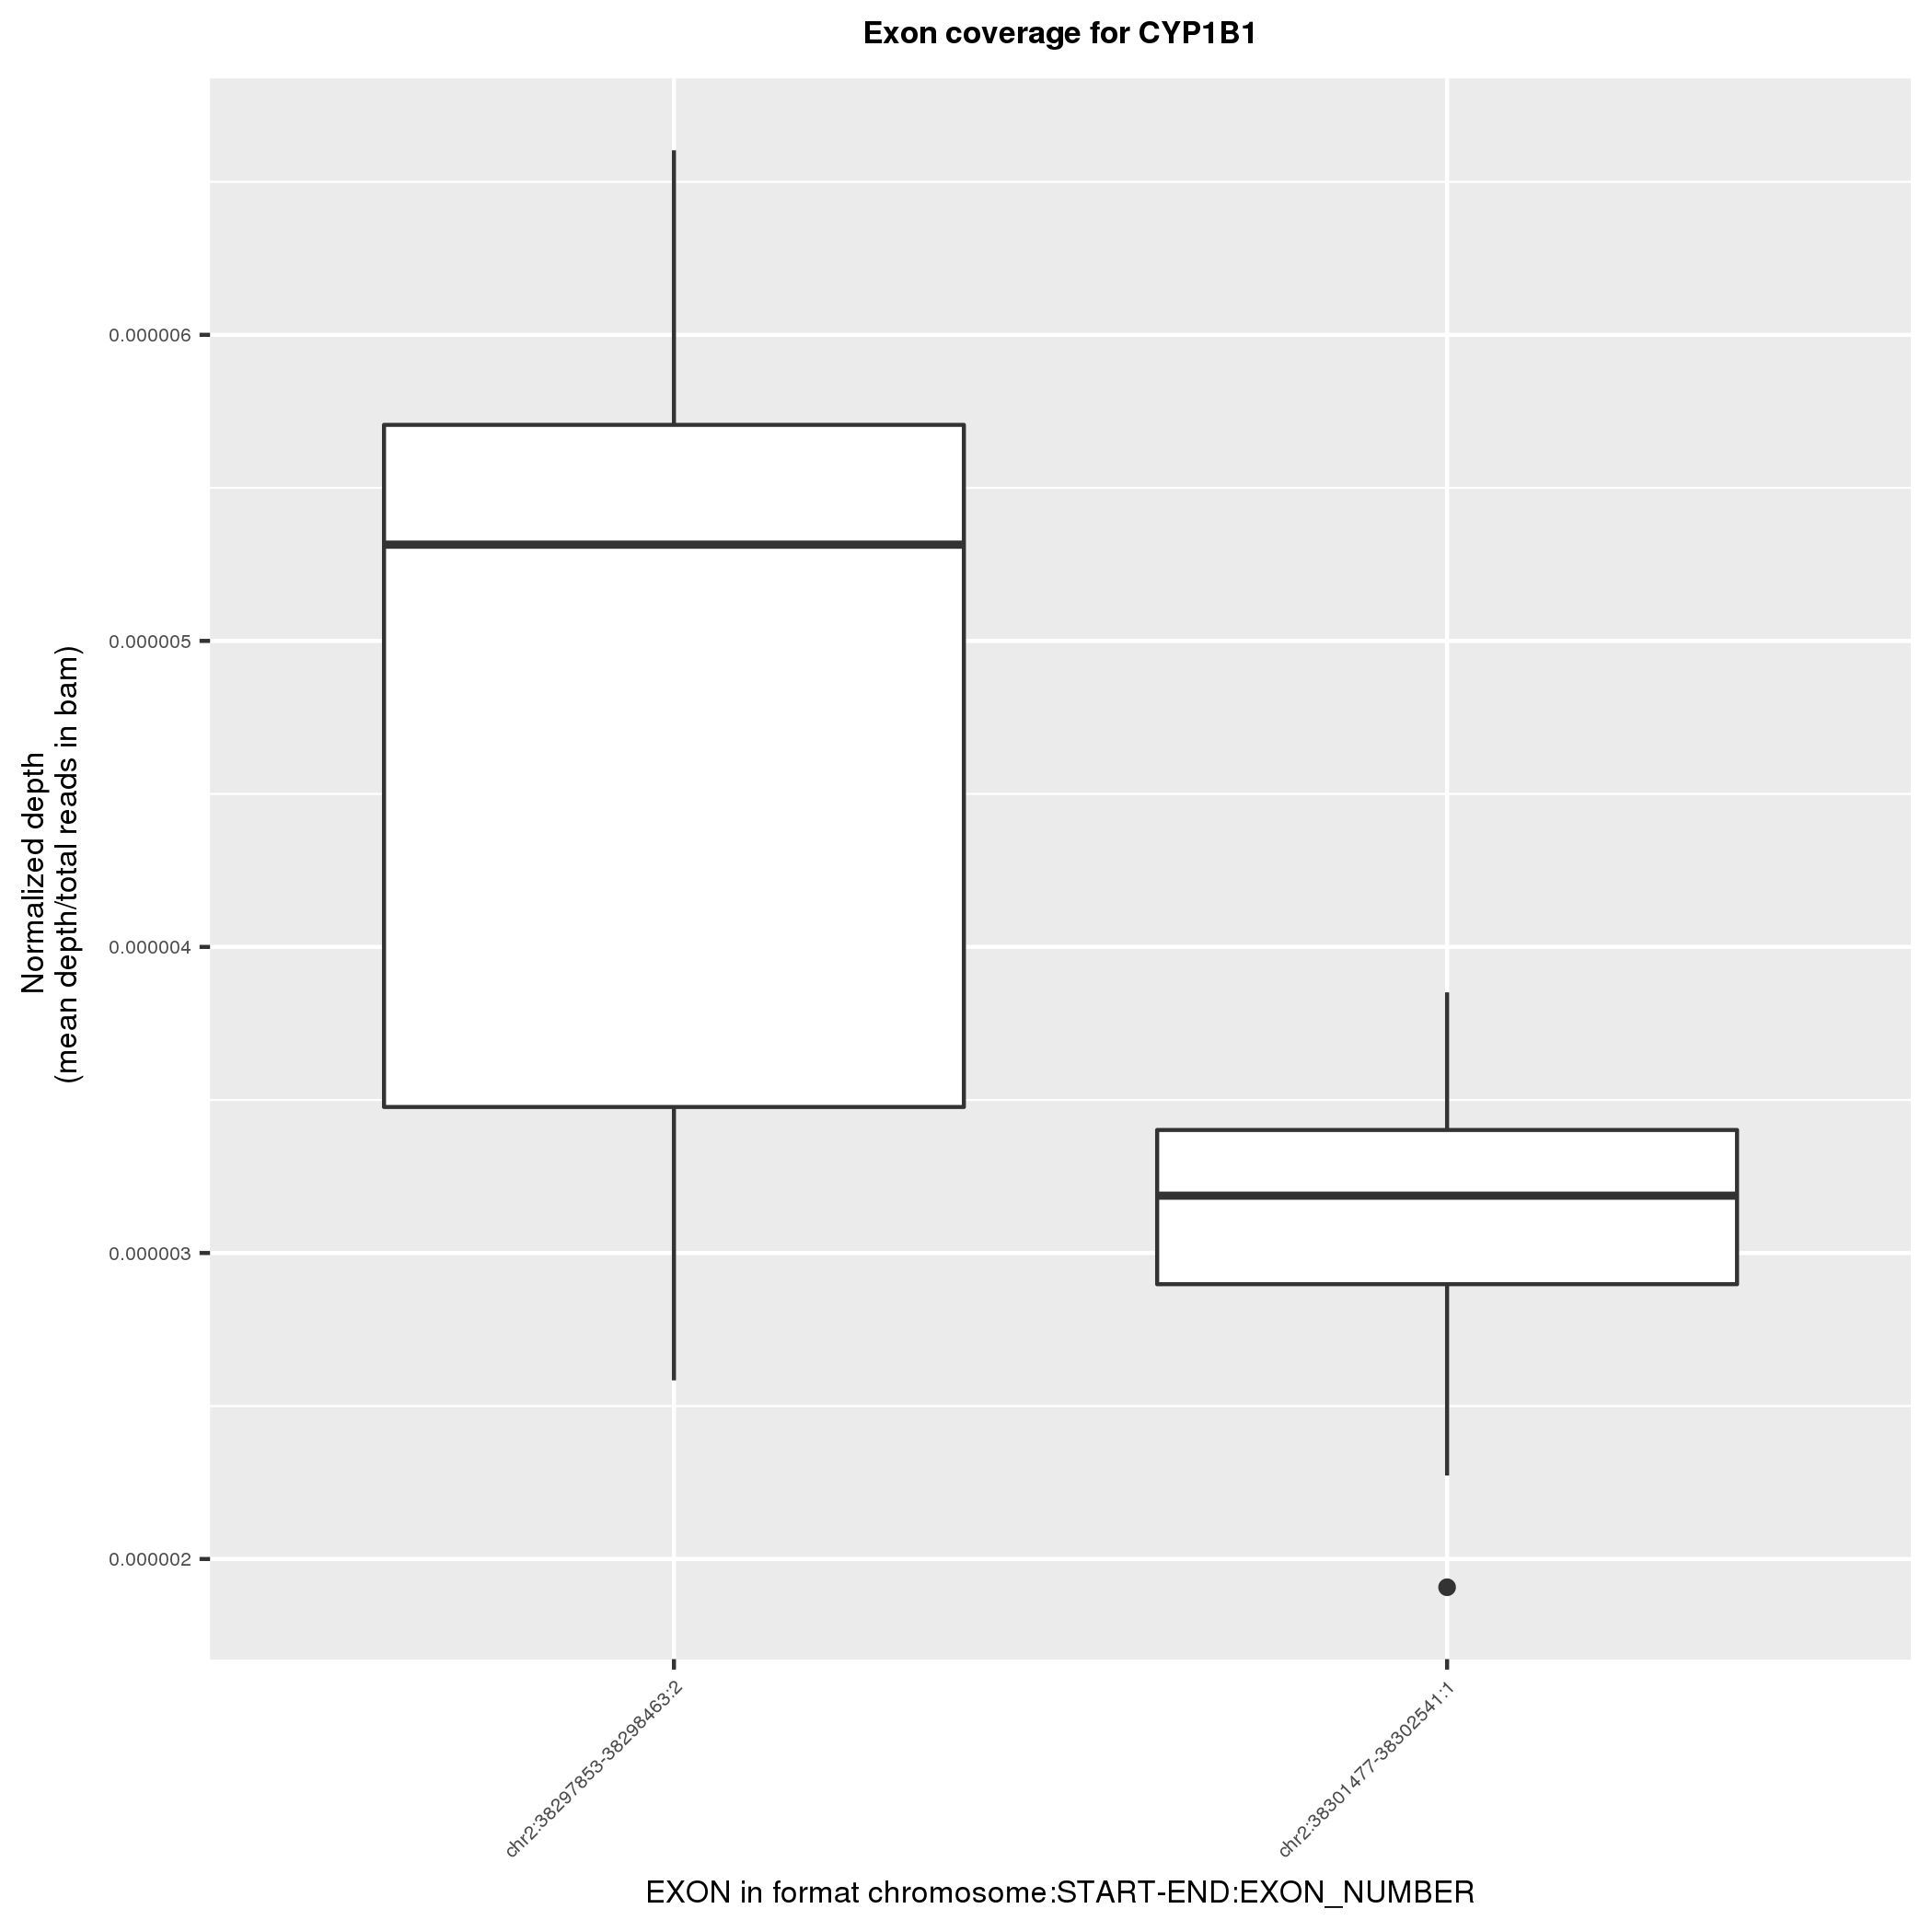 Exon coverage for CYP1B1
Normalized depth
(mean depth/total reads in bam)
0.000006
0.000005
0.000004
0.000003
0.000002
chr2:38297853-38298463:2
chr2:38301477-38302541:1
EXON in format chromosome:START-END:EXON_NUMBER